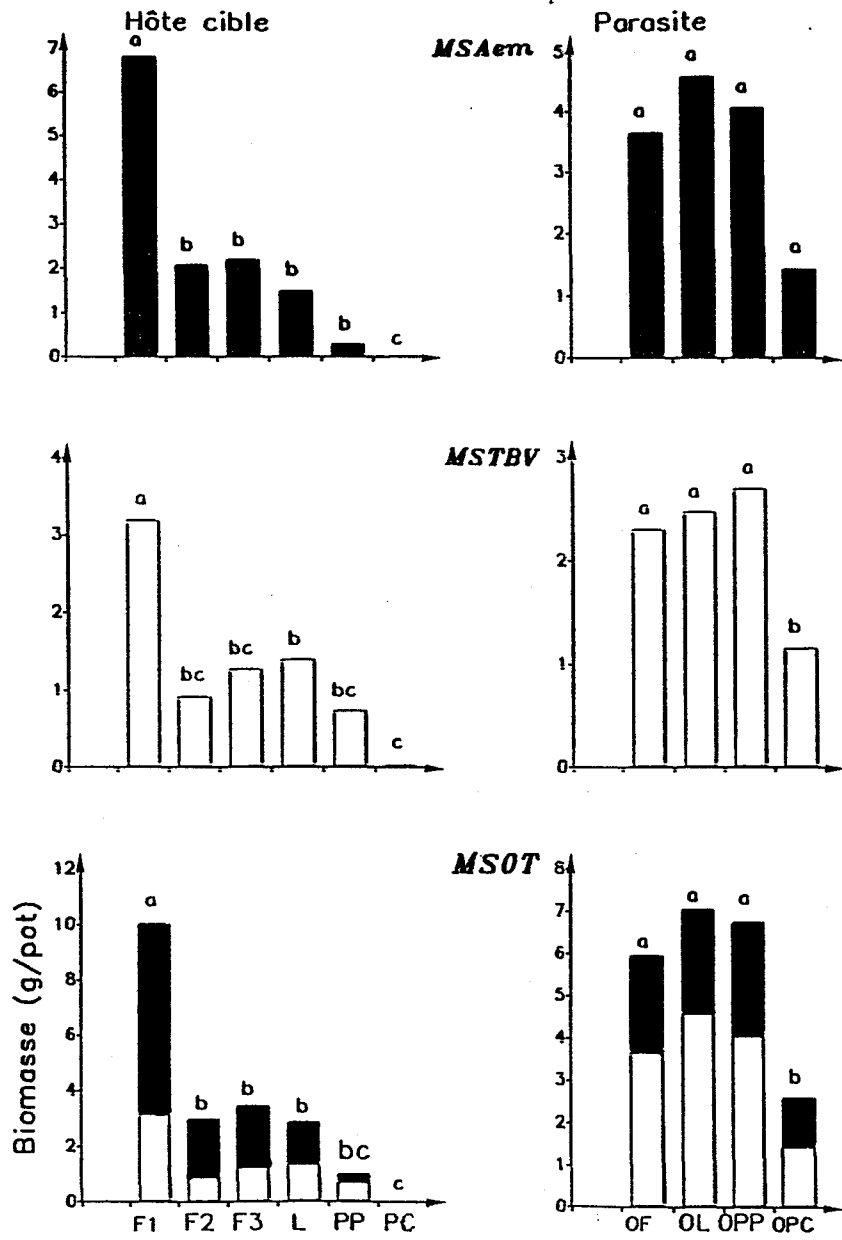 Hôte cible
Parasite
MSAem
7
6
5
4
3
2
1
0
a
b
b
b
b
c
5
4
3
2
1
0
a
a
a
a
MSTBV
4
3
2
1
0
a
bc
bc
b
bc
c
3
2
1
0
a
a
a
b
MSOT
Biomasse (g/pot)
12
10
8
6
4
2
0
a
b
b
b
bc
c
F1 F2 F3 L PP PC
8
7
6
5
4
3
2
1
0
a
a
a
b
OF OL OPP OPC